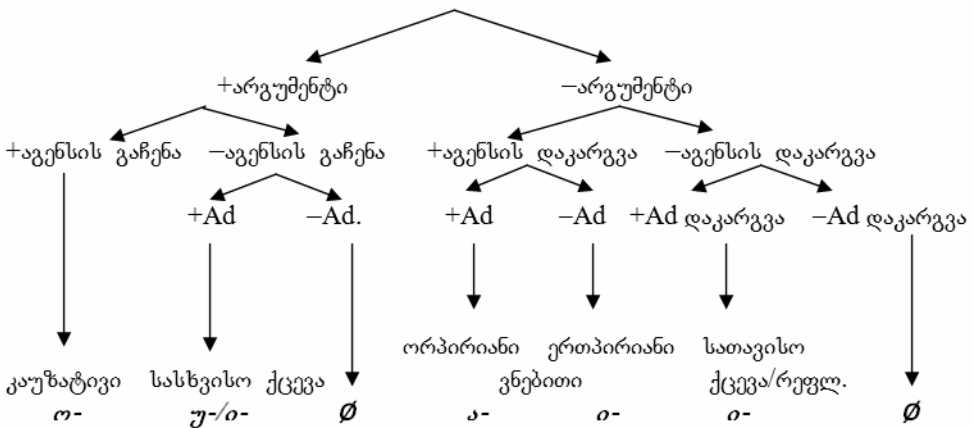 +არგუმენტი –არგუმენტი
+აგენსის გაჩენა –აგენსის გაჩენა +აგენსის დაკარგვა –აგენსის დაკარგვა
+Ad –Ad. +Ad –Ad +Ad დაკარგვა –Ad დაკარგვა
ორპირიანი ერთპირიანი სათავისო
კაუზატივი სასხვისო ქცევა ვნებითი ქცევა/რეფლ.
ო- უ-/ი- Ø ა- ი- ი- Ø